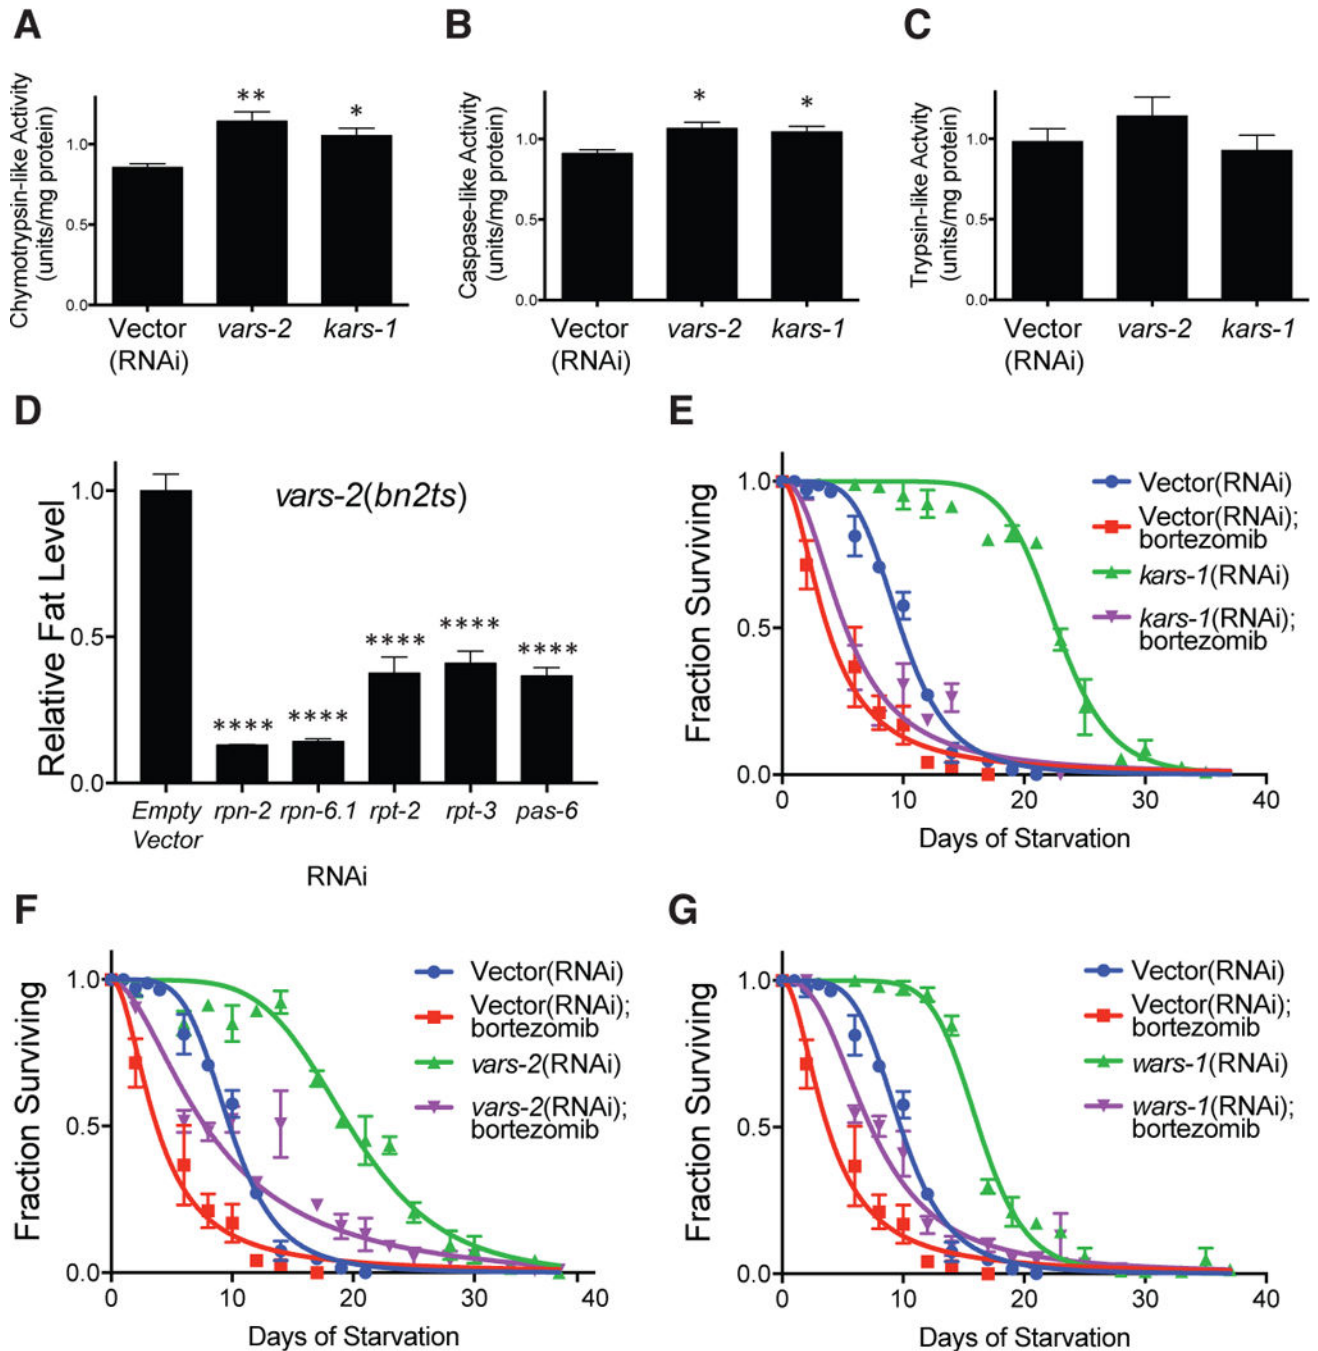 A
Chymotrypsin-like Activity
(units/mg protein)
1.0
0.5
0.0
**
*
Vector
(RNAi)
vars-2
kars-1
B
Caspase-like Activity
(units/mg protein)
1.0
0.5
0.0
*
*
Vector
(RNAi)
vars-2
kars-1
C
Trypsin-like Activty
(units/mg protein)
1.0
0.5
0.0
Vector
(RNAi)
vars-2
kars-1
D
Relative Fat Level
1.0
0.5
0.0
vars-2(bn2ts)
****
****
****
****
****
Empty
Vector
rpn-2
rpn-6.1
rpt-2
rpt-3
pas-6
RNAi
E
Fraction Surviving
1.0
0.5
0.0
Vector(RNAi)
Vector(RNAi);
bortezomib
kars-1(RNAi)
kars-1(RNAi);
bortezomib
0 10 20 30 40
Days of Starvation
F
Fraction Surviving
1.0
0.5
0.0
Vector(RNAi)
Vector(RNAi);
bortezomib
vars-2(RNAi)
vars-2(RNAi);
bortezomib
0 10 20 30 40
Days of Starvation
G
Fraction Surviving
1.0
0.5
0.0
Vector(RNAi)
Vector(RNAi);
bortezomib
wars-1(RNAi)
wars-1(RNAi);
bortezomib
0 10 20 30 40
Days of Starvation